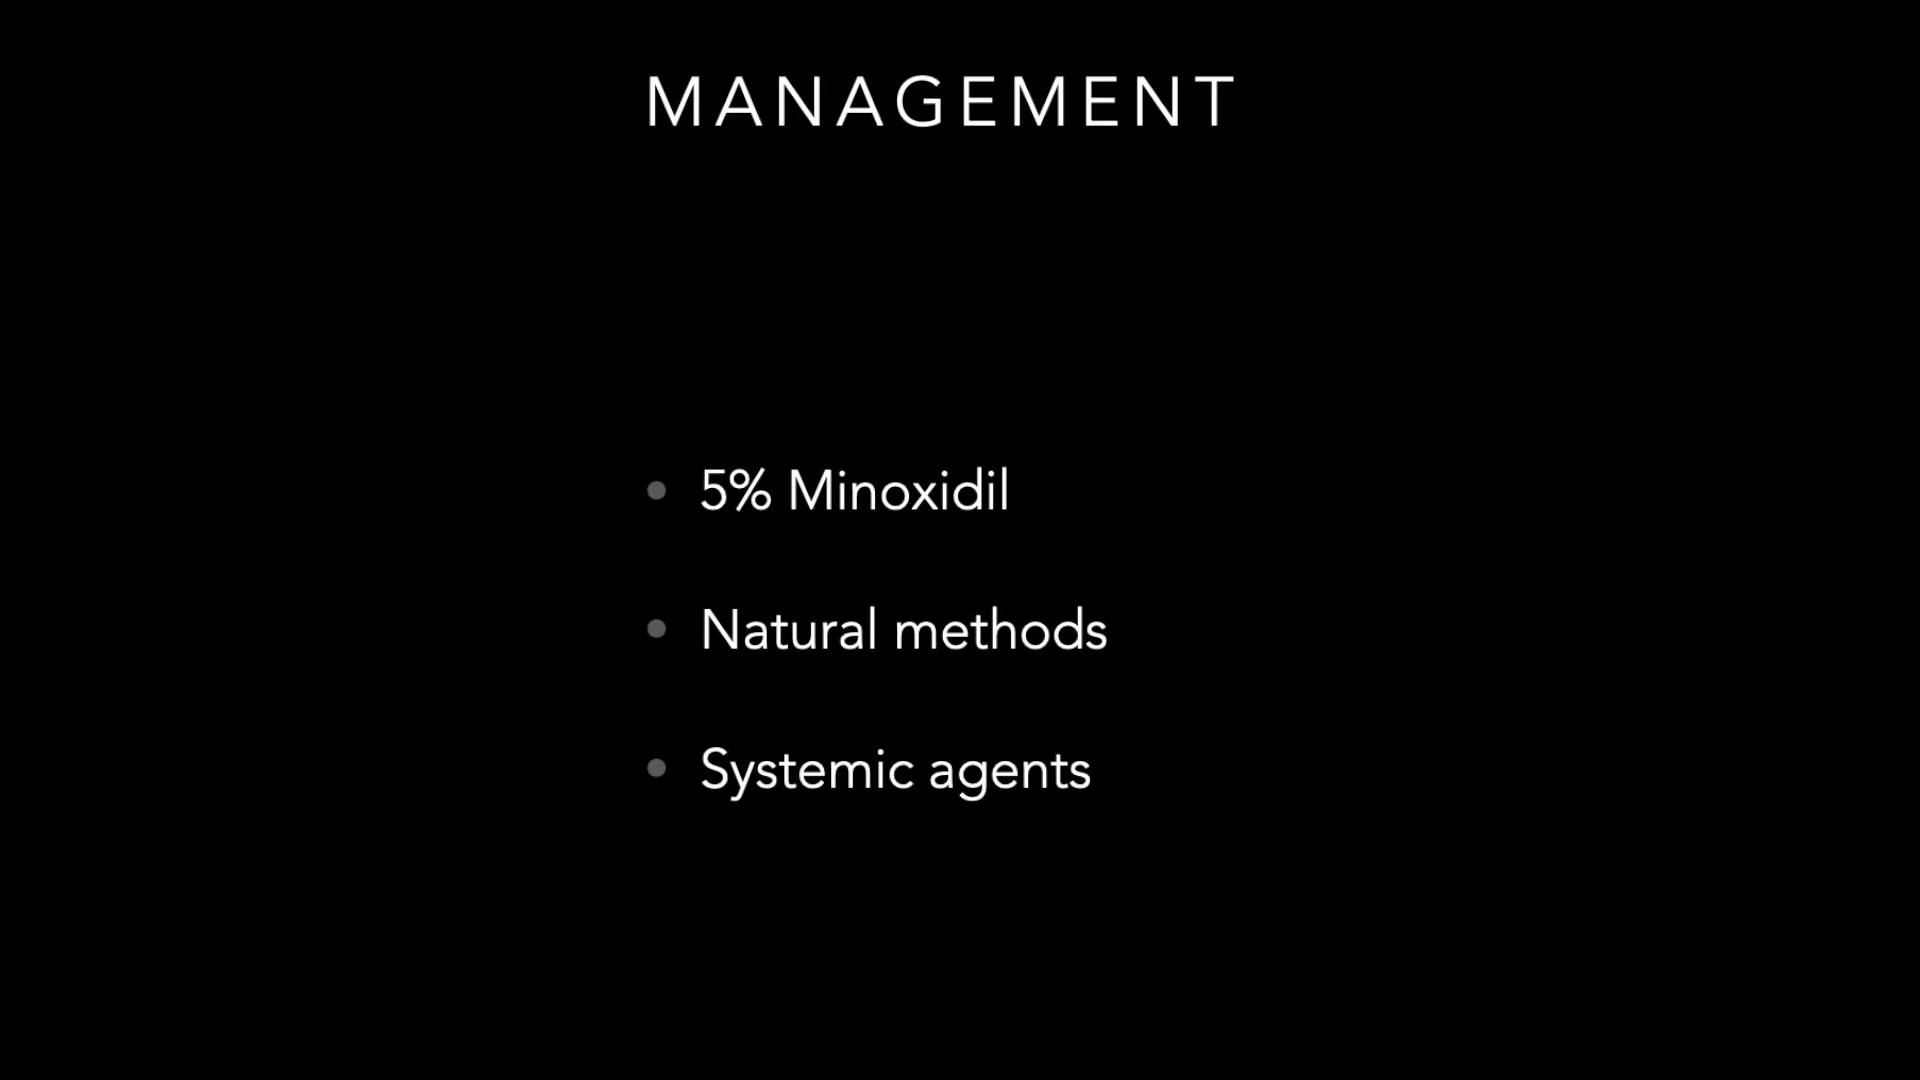 MANAGEMENT
• 5% Minoxidil
• Natural methods
• Systemic agents